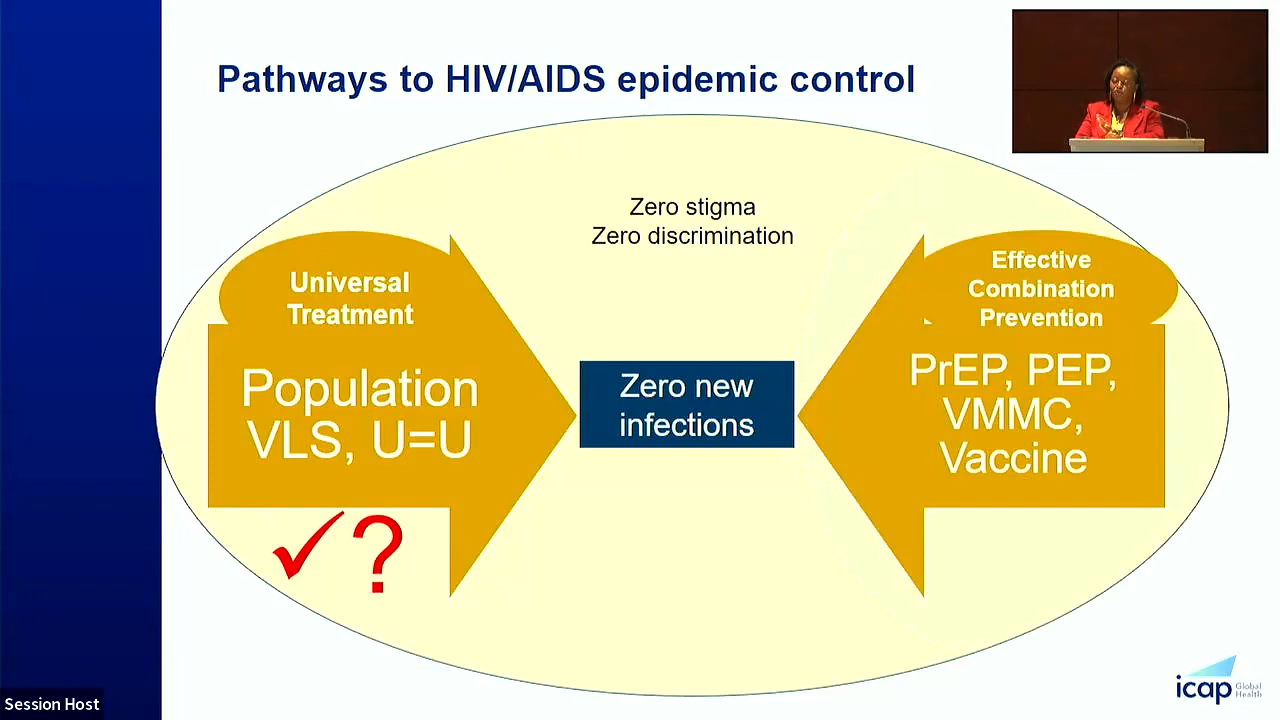 Pathways to HIV/AIDS epidemic control
Zero stigma
Zero discrimination
Universal
Treatment
Population
VLS, U=U
✓?
Zero new
infections
Effective
Combination
Prevention
PrEP, PEP,
VMMC,
Vaccine
icap Global
Health
Session Host